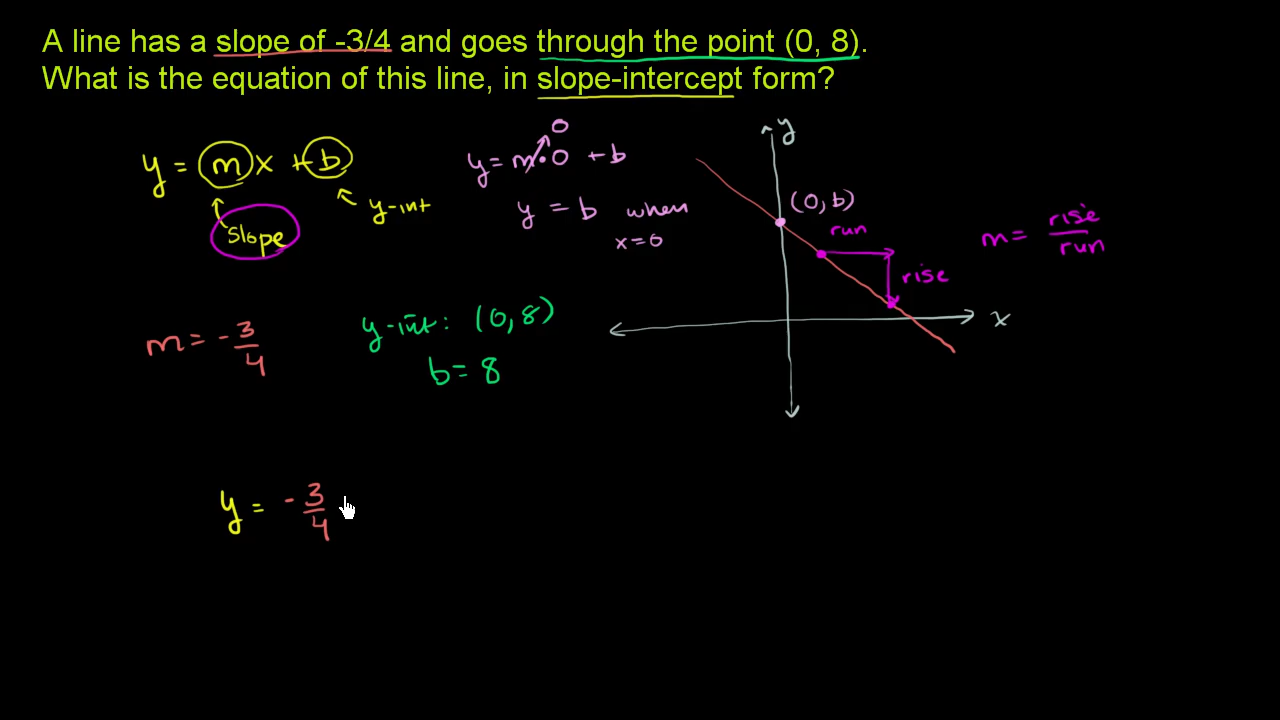 A line has a slope of -3/4 and goes through the point (0, 8).
What is the equation of this line, in slope-intercept form?
y = mx + b
slope
y-int
0
y = m·0 + b
y = b when
x=0
y
(0,b)
run
rise
x
m = rise/run
m = -3/4
y-int: (0,8)
b= 8
y = -3/4